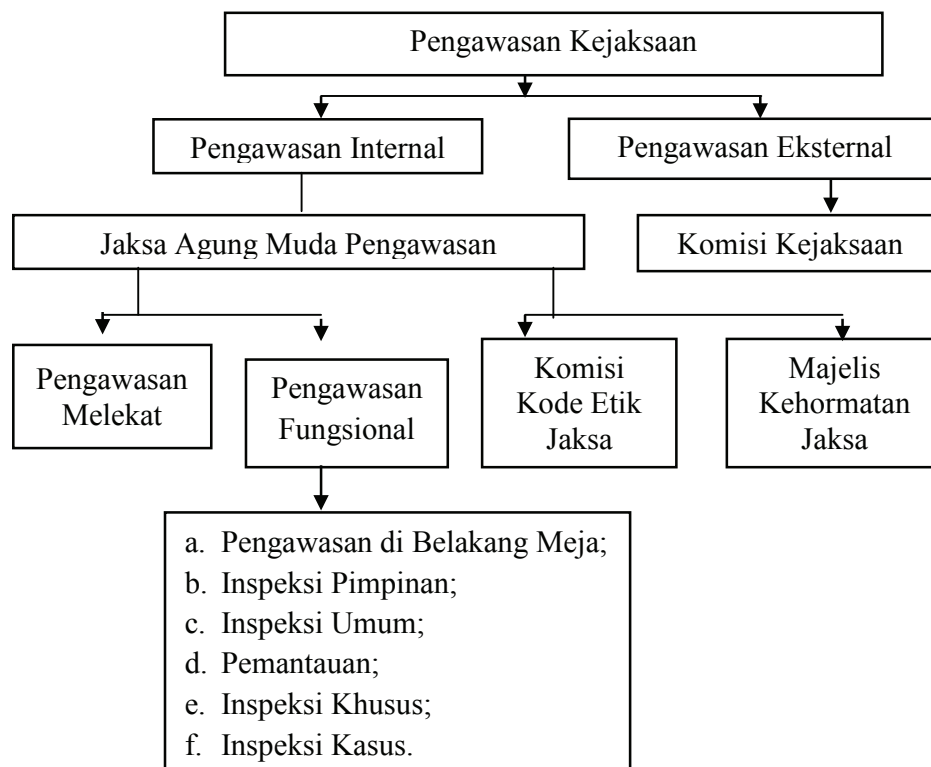 Pengawasan Kejaksaan
Pengawasan Internal
Pengawasan Eksternal
Jaksa Agung Muda Pengawasan
Komisi Kejaksaan
Pengawasan
Melekat
Pengawasan
Fungsional
Komisi
Kode Etik
Jaksa
Majelis
Kehormatan
Jaksa
a. Pengawasan di Belakang Meja;
b. Inspeksi Pimpinan;
c. Inspeksi Umum;
d. Pemantauan;
e. Inspeksi Khusus;
f. Inspeksi Kasus.